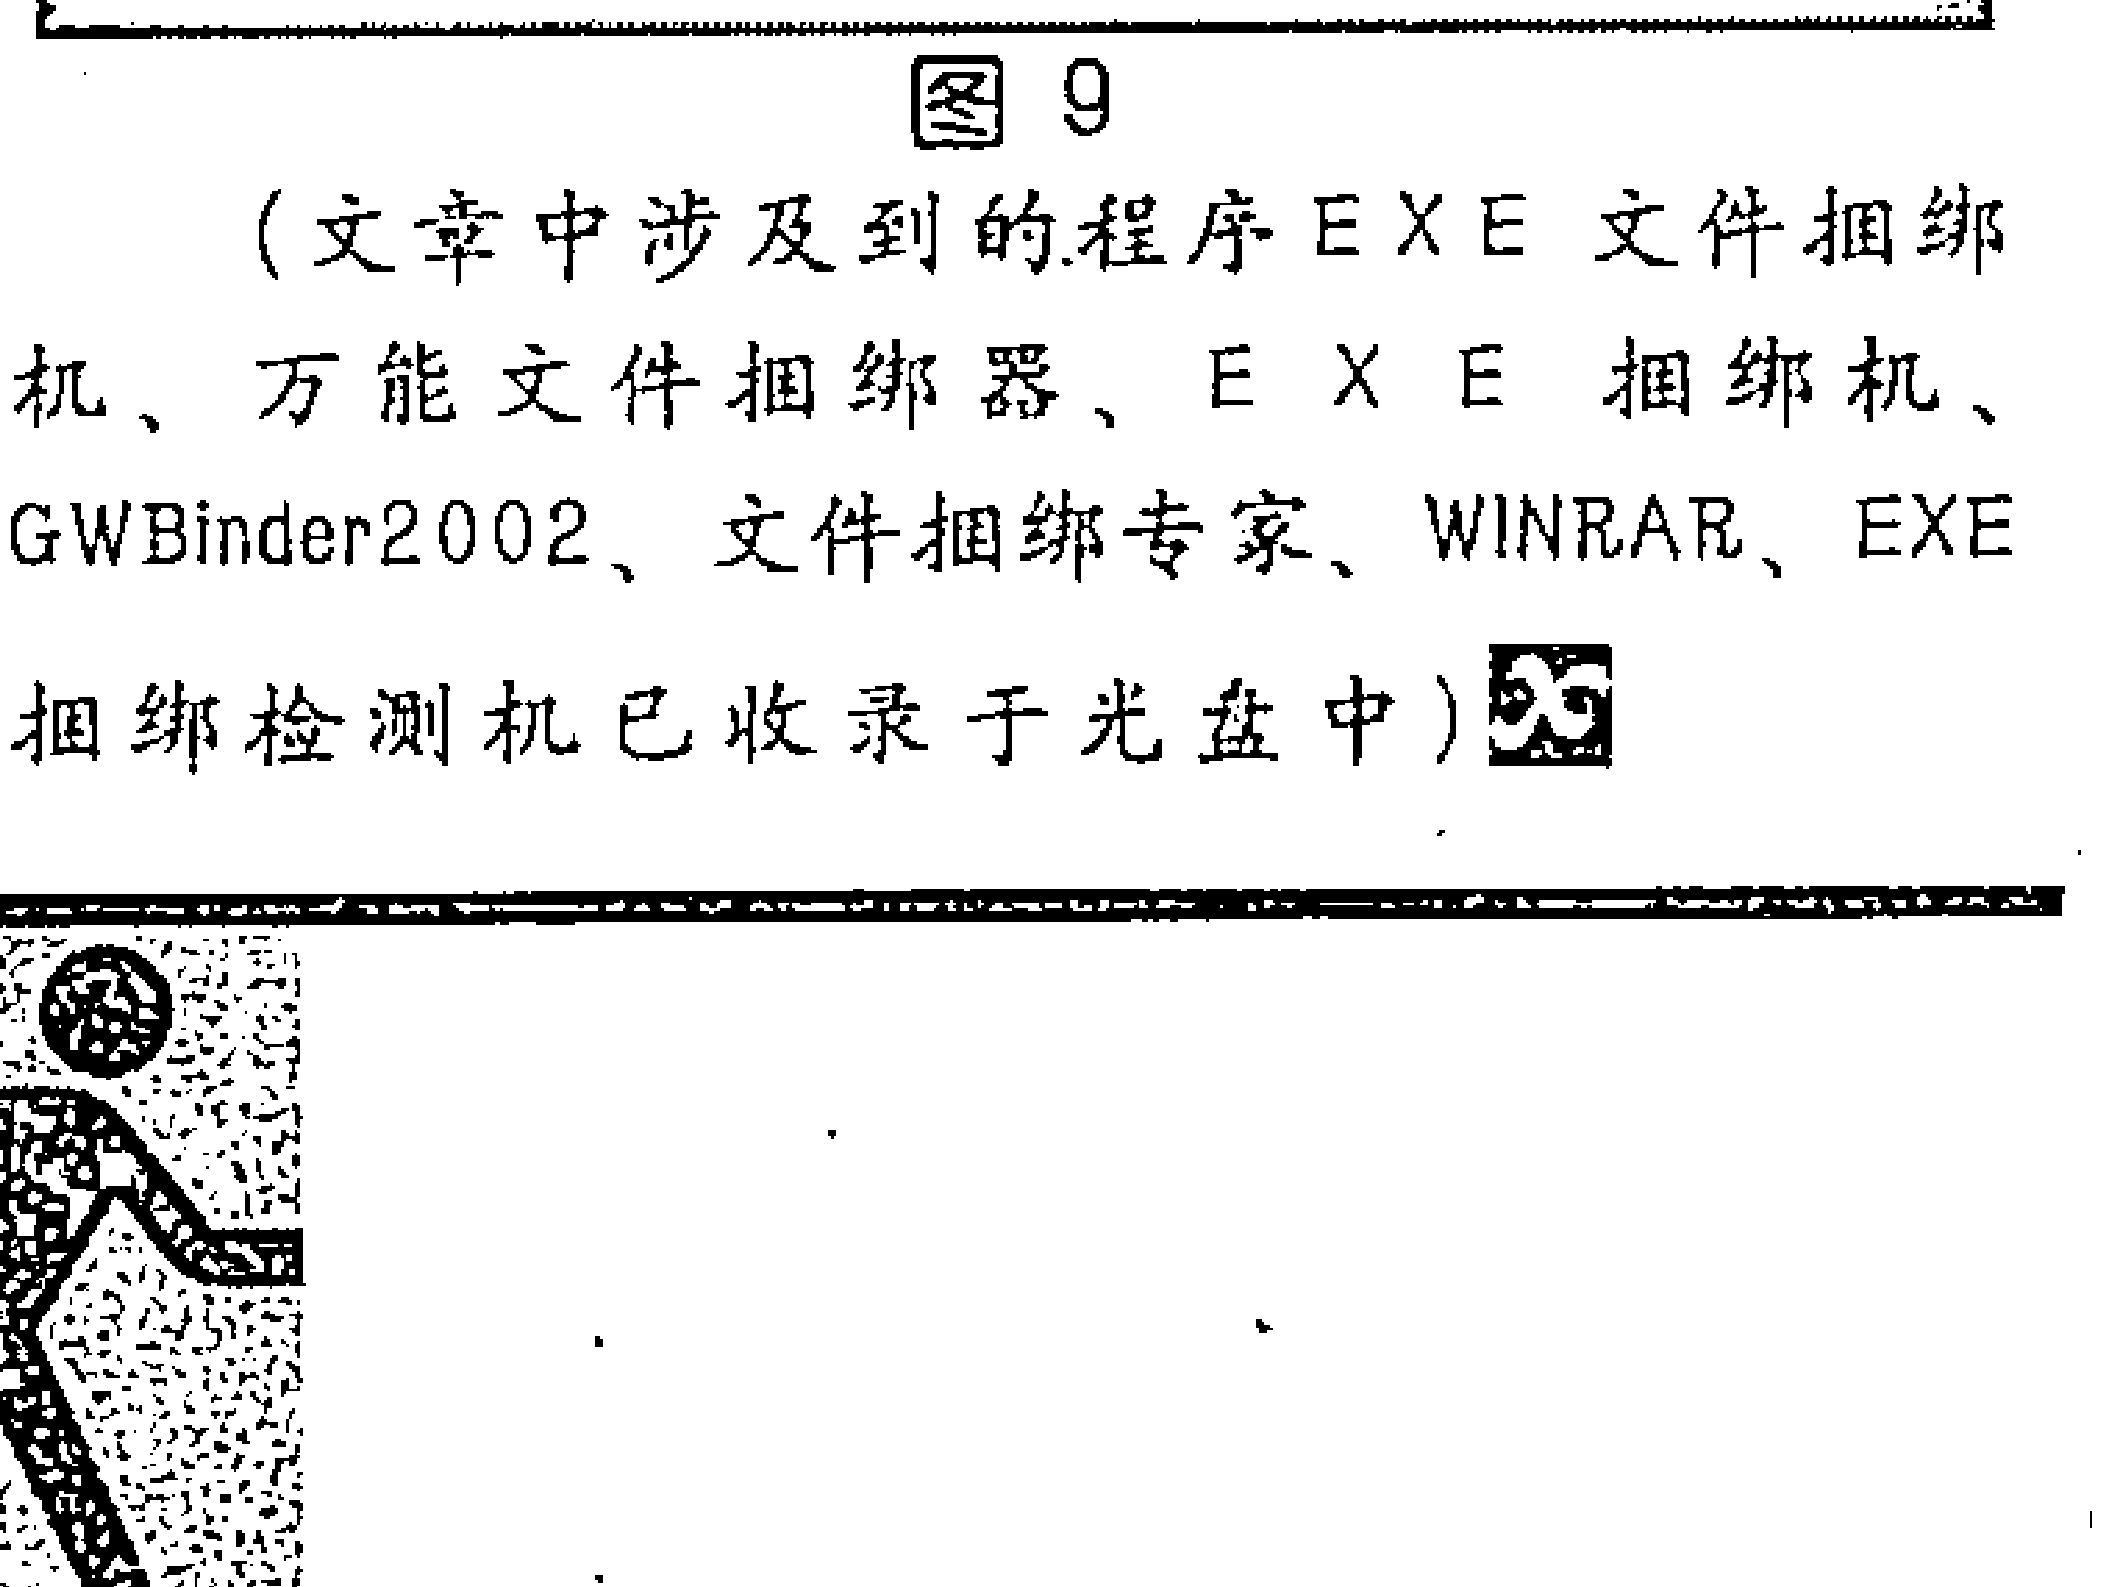 图 9
(文章中涉及到的程序EXE 文件捆绑
机、万能文件捆绑器、EXE 捆绑机、
GWBinder2002、文件捆绑专家、WINRAR、EXE
捆绑检测机已收录于光盘中)